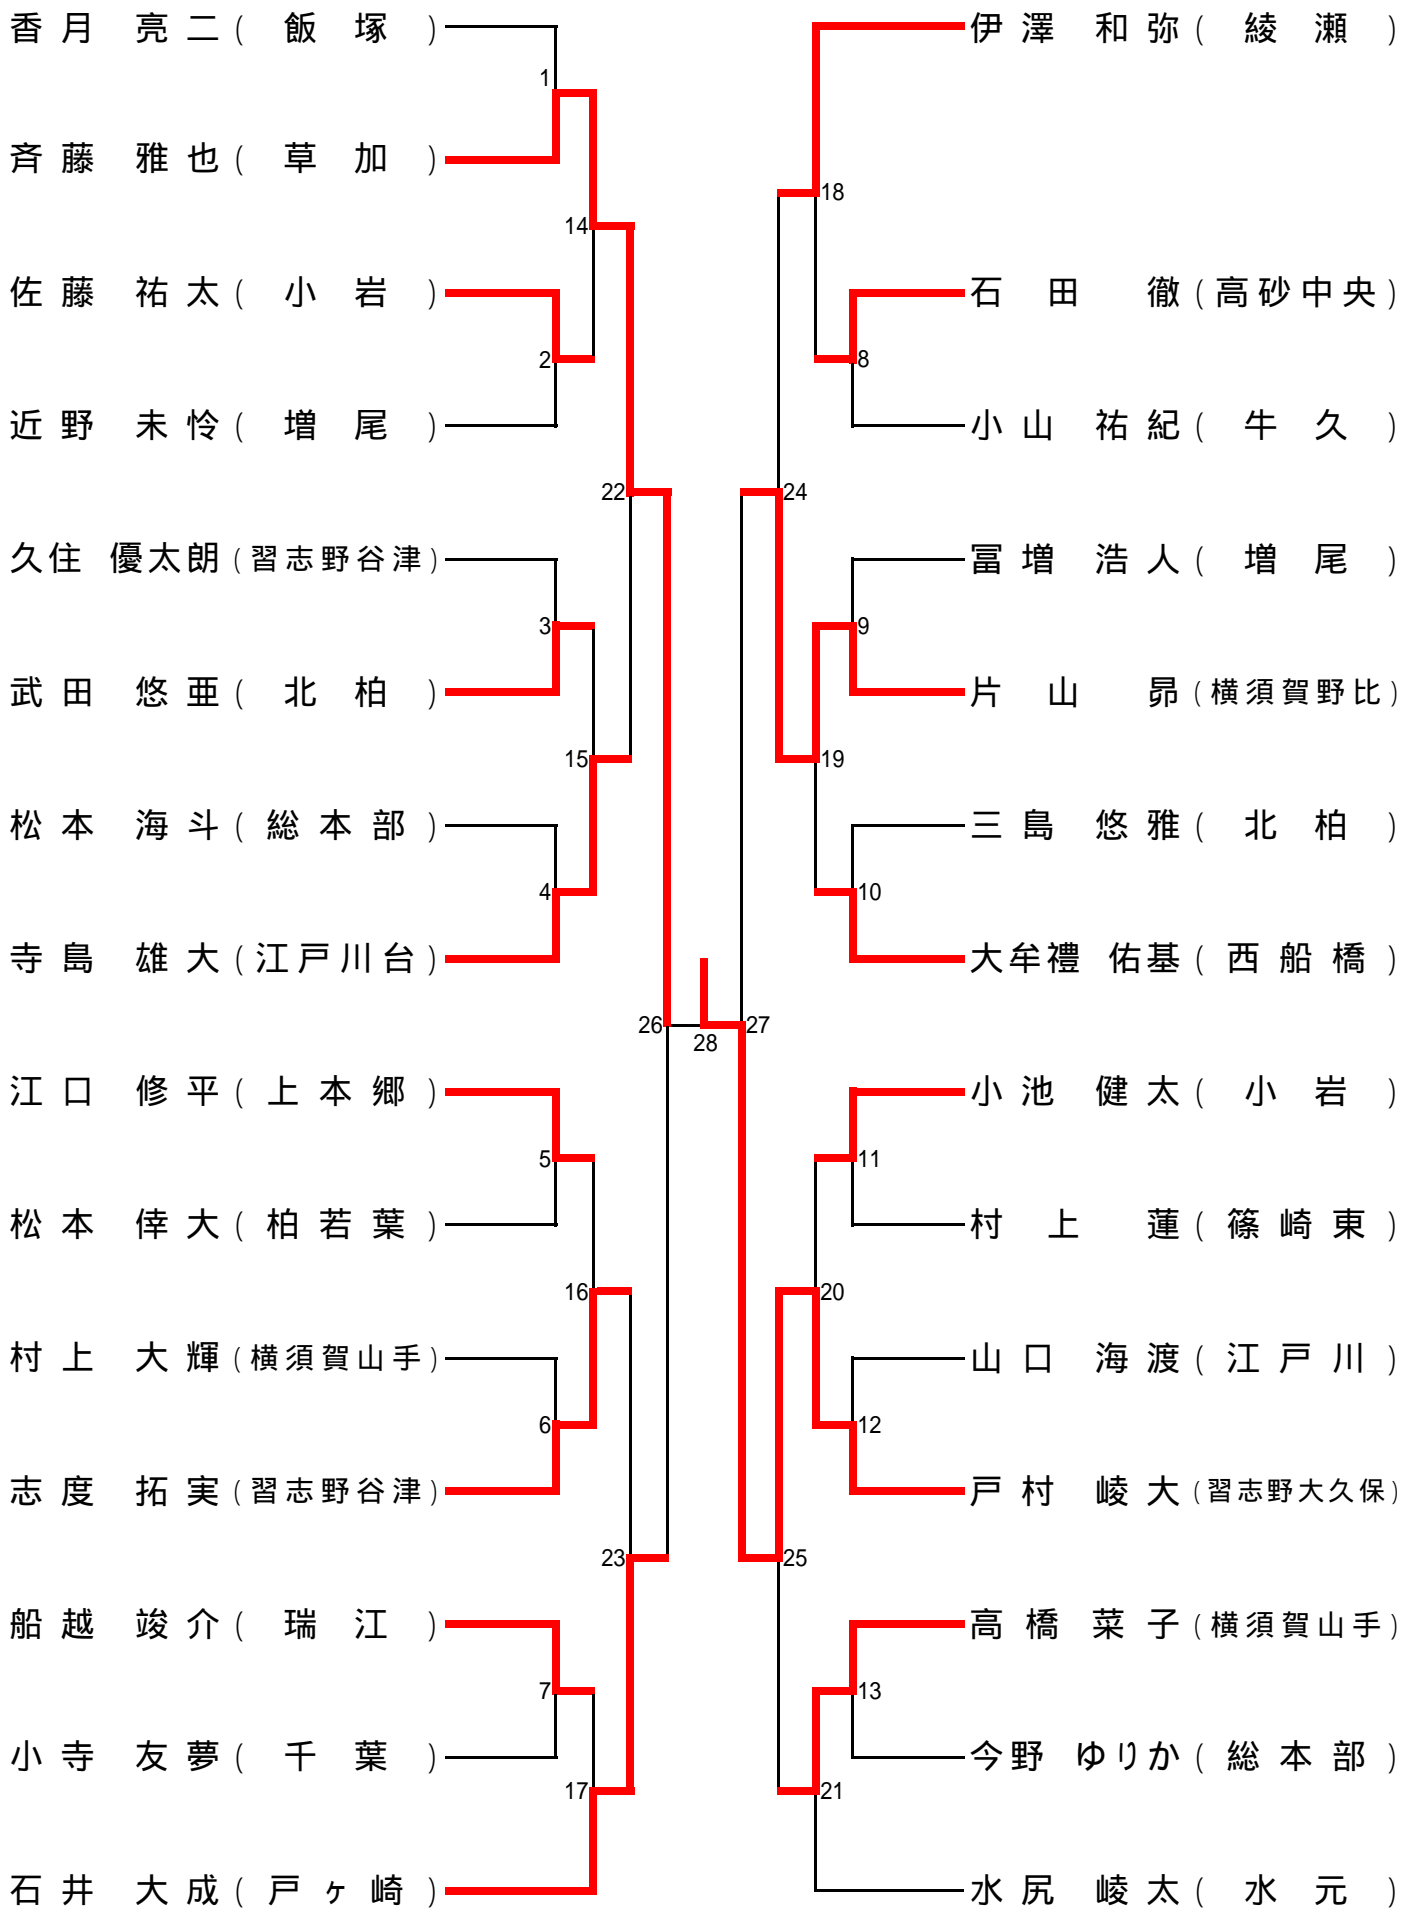 香月 亮二( 飯塚 )
1
斉藤 雅也( 草加 )
14
佐藤 祐太( 小岩 )
2
近野 未怜( 増尾 )
22
久住 優太朗(習志野谷津)
3
武田 悠亜( 北柏 )
15
松本 海斗( 総本部 )
4
寺島 雄大(江戸川台)
26
江口 修平( 上本郷 )
5
松本 倖大( 柏若葉 )
16
村上 大輝(横須賀山手)
6
志度 拓実(習志野谷津)
23
船越 竣介( 瑞江 )
7
小寺 友夢( 千葉 )
17
石井 大成( 戸ヶ崎 )
28
伊澤 和弥( 綾瀬 )
18
石田 徹(高砂中央)
8
小山 祐紀( 牛久 )
24
冨増 浩人( 増尾 )
9
片山 昴(横須賀野比)
19
三島 悠雅( 北柏 )
10
大牟禮 佑基( 西船橋 )
27
小池 健太( 小岩 )
11
村上 蓮( 篠崎東 )
20
山口 海渡( 江戸川 )
12
戸村 崚大(習志野大久保)
25
高橋 菜子(横須賀山手)
13
今野 ゆりか( 総本部 )
21
水尻 崚太( 水元 )